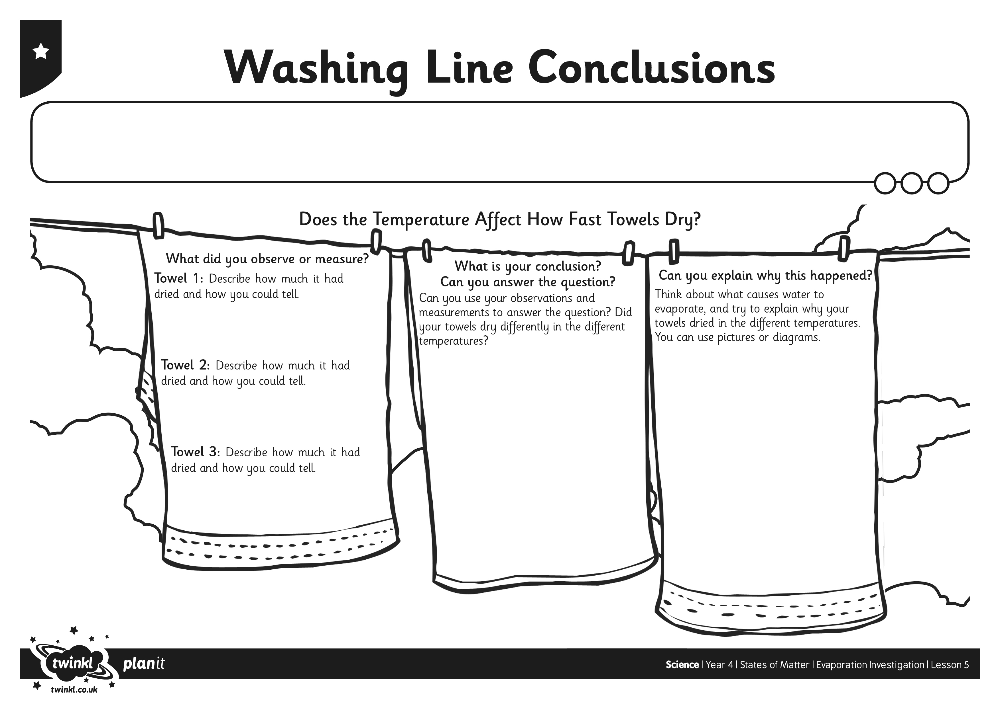 Washing Line Conclusions
Does the Temperature Affect How Fast Towels Dry?
What did you observe or measure?
Towel 1: Describe how much it had
dried and how you could tell.
Towel 2: Describe how much it had
dried and how you could tell.
Towel 3: Describe how much it had
dried and how you could tell.
What is your conclusion?
Can you answer the question?
Can you use your observations and
measurements to answer the question? Did
your towels dry differently in the different
temperatures?
Can you explain why this happened?
Think about what causes water to
evaporate, and try to explain why your
towels dried in the different temperatures.
You can use pictures or diagrams.
twinkl
planit
twinkl.co.uk
Science | Year 4 | States of Matter | Evaporation Investigation | Lesson 5